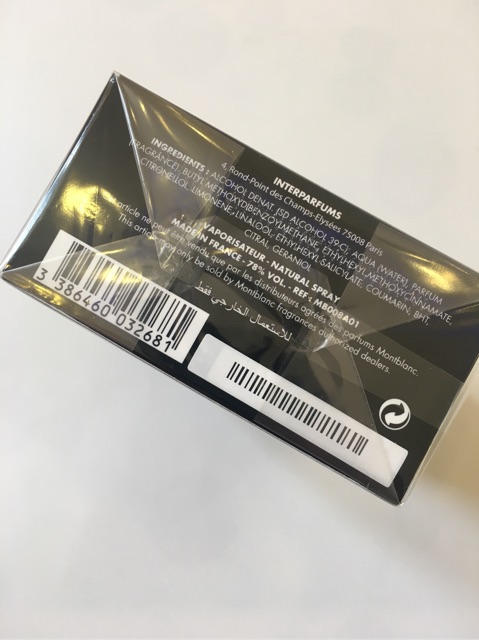 INTERPARFUMS
4, Rond-Point des Champs-Elysées 75008 Paris
INGREDIENTS : ALCOHOL DENAT. (SD ALCOHOL 39C), AQUA (WATER), PARFUM
(FRAGRANCE), BUTYL METHOXYDIBENZOYLMETHANE, ETHYLHEXYL METHOXYCINNAMATE,
CITRONELLOL, LIMONENE, LINALOOL, ETHYLHEXYL SALICYLATE, COUMARIN, BHT,
CITRAL, GERANIOL
VAPORISATEUR - NATURAL SPRAY
MADE IN FRANCE - 78% VOL - REF : MB008A01
article ne peut être vendu que par les distributeurs agréés des parfums Montblanc.
This article may only be sold by Montblanc fragrances authorized dealers.
للاستعمال الخارجي فقط
3 386460 032681